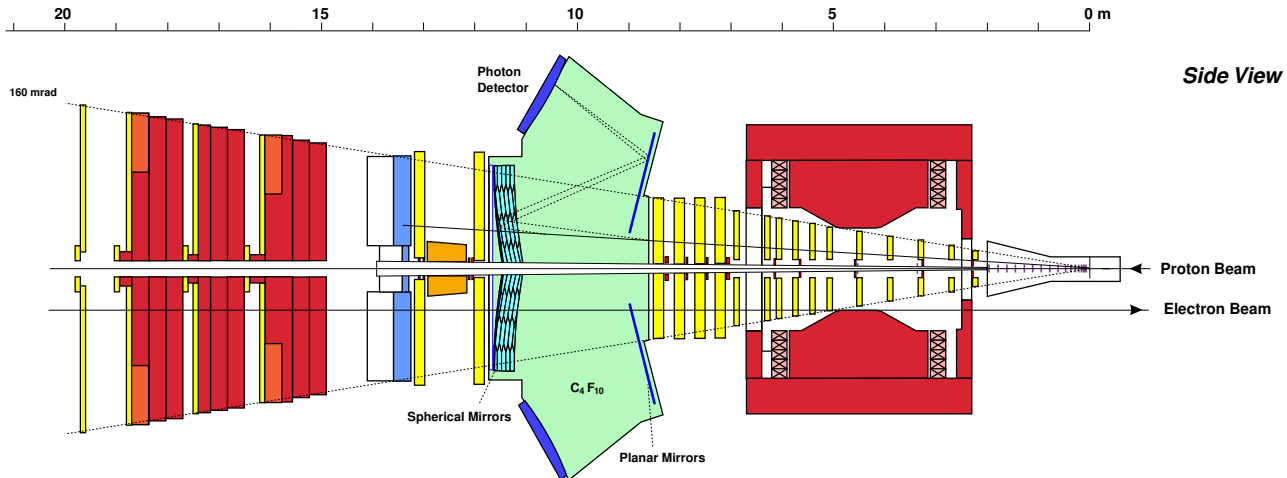 20 15 10 5 0 m
Side View
Photon
Detector
160 mrad
Proton Beam
Electron Beam
C₄ F₁₀
Spherical Mirrors
Planar Mirrors